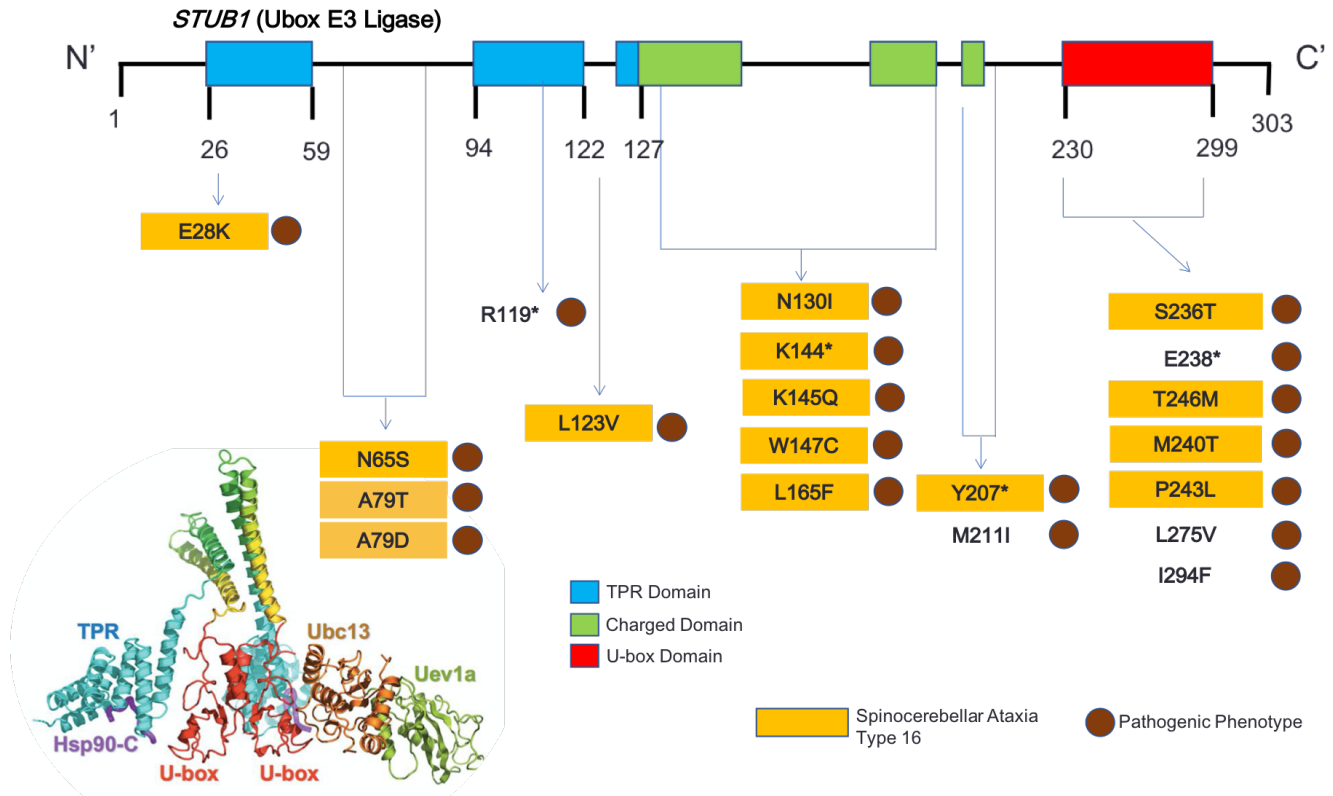 STUB1 (Ubox E3 Ligase)
N’
C’
1
26
59
94
122
127
230
299
303
E28K
R119*
L123V
N65S
A79T
A79D
N130I
K144*
K145Q
W147C
L165F
Y207*
M211I
S236T
E238*
T246M
M240T
P243L
L275V
I294F
TPR
Hsp90-C
U-box
U-box
Ubc13
Uev1a
TPR Domain
Charged Domain
U-box Domain
Spinocerebellar Ataxia
Type 16
Pathogenic Phenotype